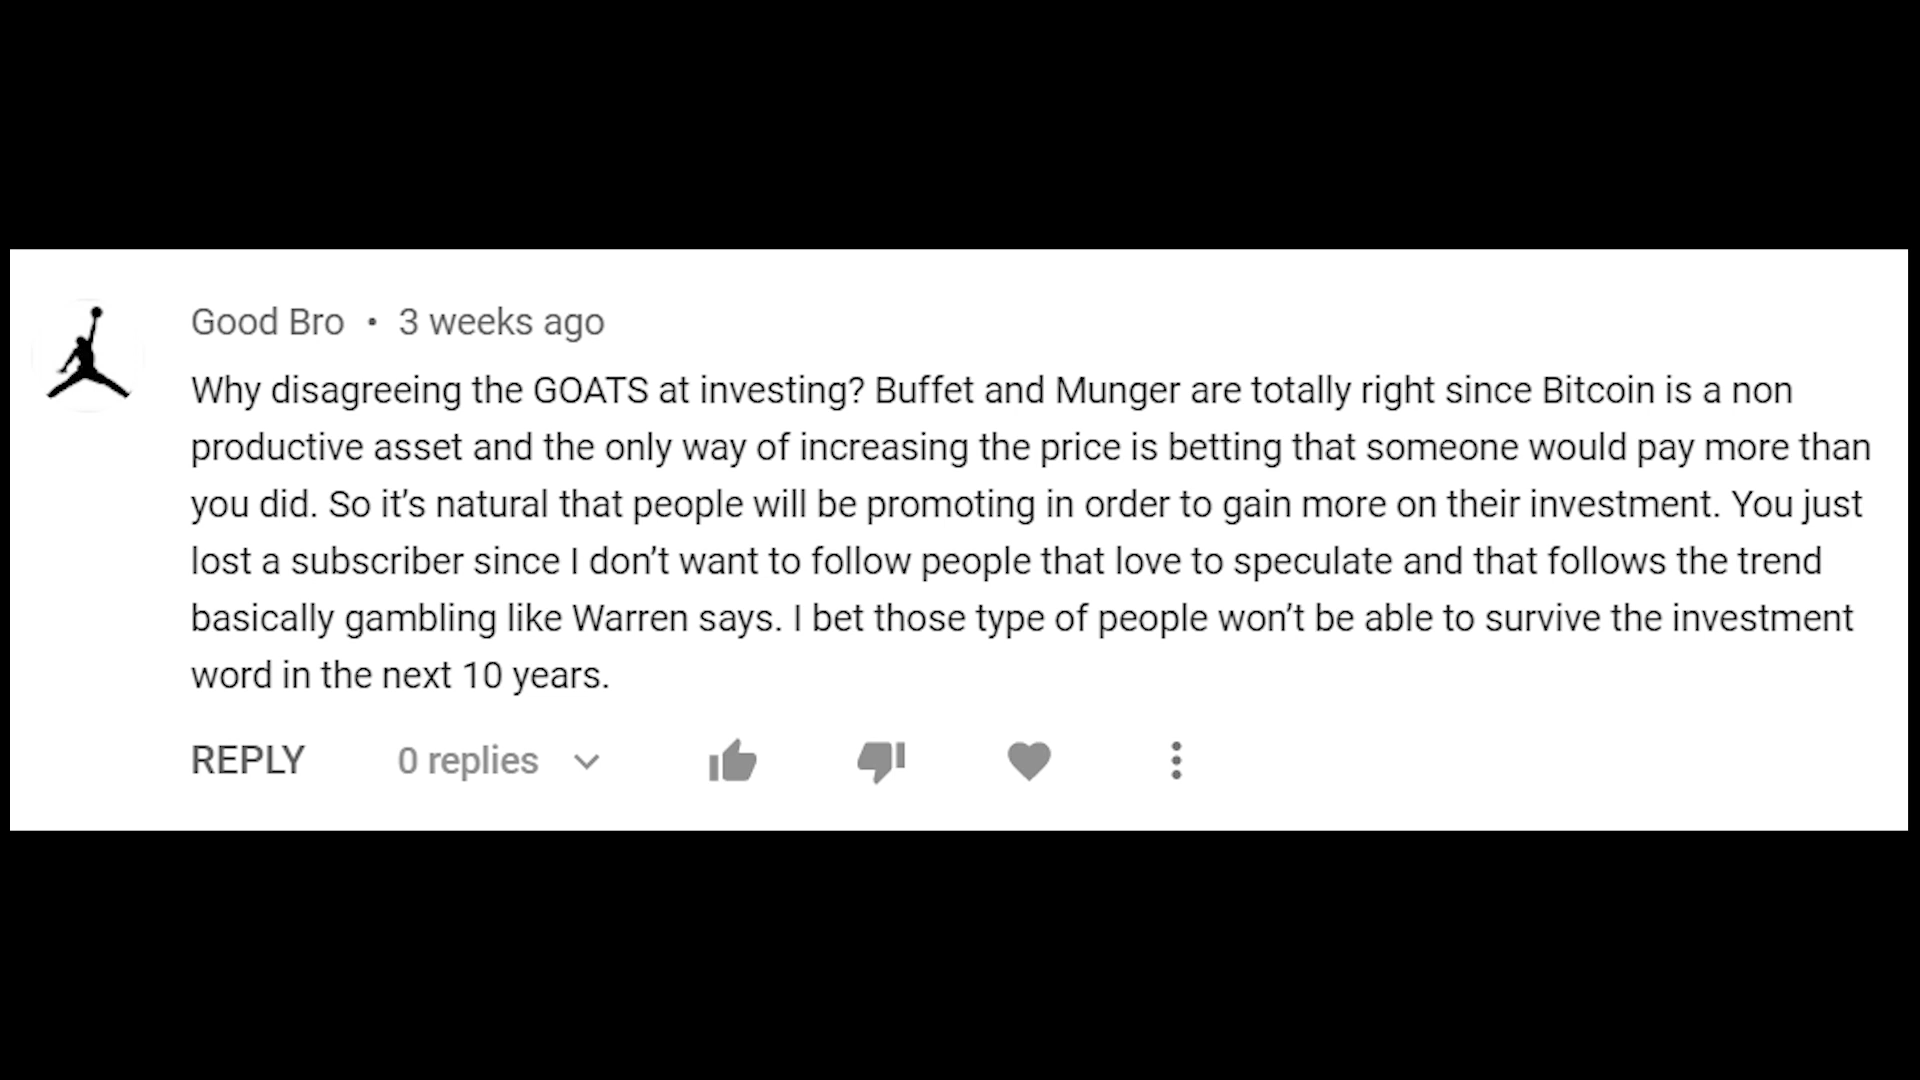 Good Bro • 3 weeks ago
Why disagreeing the GOATS at investing? Buffet and Munger are totally right since Bitcoin is a non
productive asset and the only way of increasing the price is betting that someone would pay more than
you did. So it’s natural that people will be promoting in order to gain more on their investment. You just
lost a subscriber since I don’t want to follow people that love to speculate and that follows the trend
basically gambling like Warren says. I bet those type of people won’t be able to survive the investment
word in the next 10 years.
REPLY 0 replies